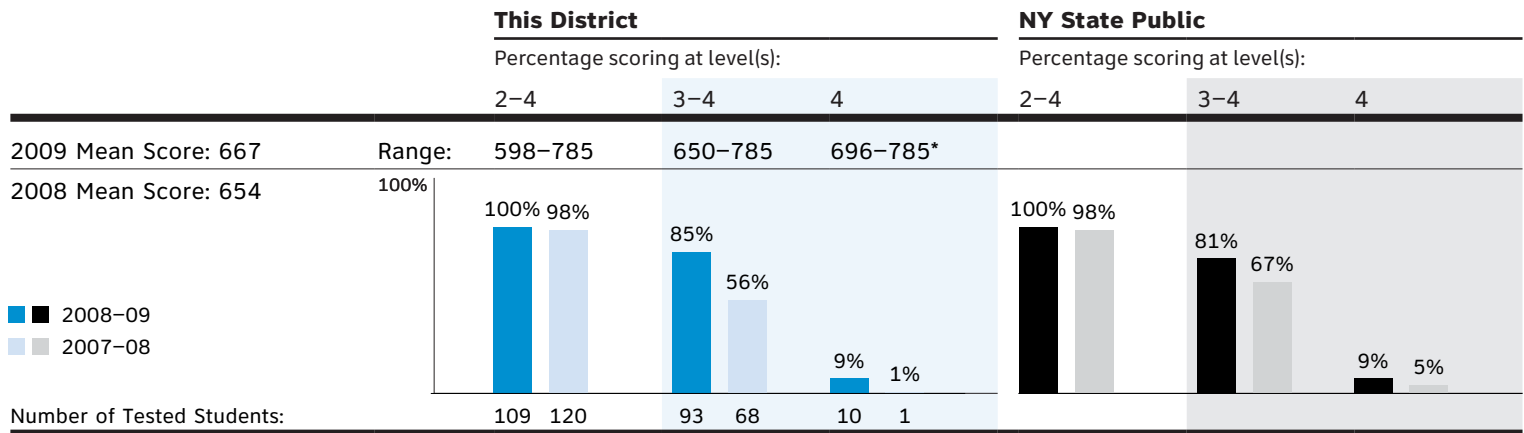 This District NY State Public
Percentage scoring at level(s): Percentage scoring at level(s):
2–4 3–4 4 2–4 3–4 4
2009 Mean Score: 667 Range: 598–785 650–785 696–785*
2008 Mean Score: 654 100%
100% 98% 85% 56% 9% 1% 100% 98% 81% 67% 9% 5%
2008–09
2007–08
Number of Tested Students: 109 120 93 68 10 1